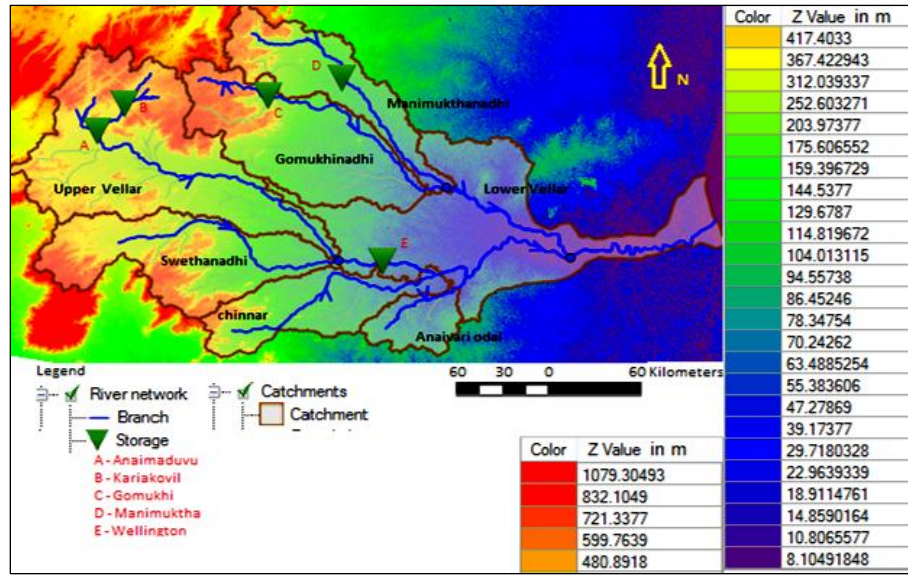 N
D
Manimukthanadhi
B
C
A
Gomukhinadhi
Upper Vellar
Lower Vellar
E
Swethanadhi
chinnar
Anaivari odai
Legend
River network
Branch
Storage
A - Anaimaduvu
B - Kariakovil
C - Gomukhi
D - Manimuktha
E - Wellington
Catchments
Catchment
60 30 0 60 Kilometers
Color Z Value in m
1079.30493
832.1049
721.3377
599.7639
480.8918
Color Z Value in m
417.4033
367.422943
312.039337
252.603271
203.97377
175.606552
159.396729
144.5377
129.6787
114.819672
104.013115
94.55738
86.45246
78.34754
70.24262
63.4885254
55.383606
47.27869
39.17377
29.7180328
22.9639339
18.9114761
14.8590164
10.8065577
8.10491848